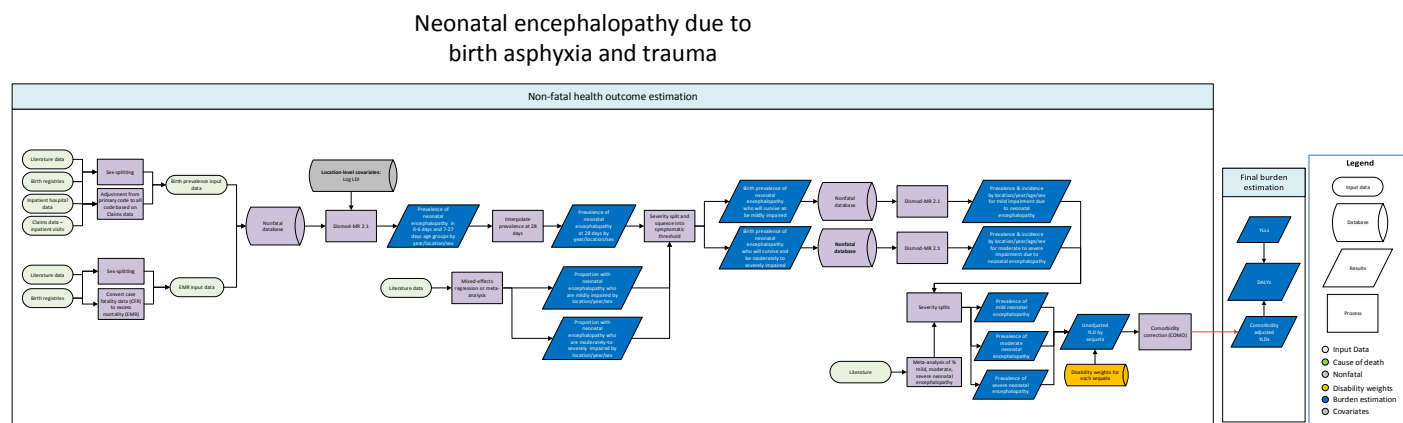 Neonatal encephalopathy due to
birth asphyxia and trauma
Non-fatal health outcome estimation
Literature data
Birth registries
Inpatient hospital
data
Claims data –
inpatient visits
Sex-splitting
Adjustment from
primary code to all
code based on
Claims data
Birth prevalence input
data
Literature data
Birth registries
Sex-splitting
Convert case
fatality data (CFR)
to excess
mortality (EMR)
EMR input data
Nonfatal
database
Location-level covariates:
Log LDI
Dismod-MR 2.1
Prevalence of
neonatal
encephalopathy in
0-6 days and 7-27
days age groups by
year/location/sex
Interpolate
prevalence at 28
days
Prevalence of
neonatal
encephalopathy
at 28 days by
year/location/sex
Literature data
Mixed-effects
regression or meta-
analysis
Proportion with
neonatal encephalopathy
who are mildly impaired
by location/year/sex
Proportion with
neonatal
encephalopathy who
are moderately-to-
severely impaired by
location/year/sex
Severity split and
squeeze into
symptomatic
threshold
Birth prevalence of
neonatal
encephalopathy
who will survive an be
mildly impaired
Birth prevalence of
neonatal
encephalopathy
who will survive and
be moderately to
severely impaired
Nonfatal
database
Nonfatal
database
Dismod-MR 2.1
Dismod-MR 2.1
Prevalence & incidence
by location/year/age/sex
for mild impairment due
to neonatal
encephalopathy
Prevalence & incidence
by location/year/age/sex
for moderate to severe
impairment due to
neonatal encephalopathy
Severity splits
Literature
Meta-analysis of %
mild, moderate,
severe neonatal
encephalopathy
Prevalence of
mild neonatal
encephalopathy
Prevalence of
moderate
neonatal
encephalopathy
Prevalence of
severe neonatal
encephalopathy
Unadjusted
YLD by
sequela
Disability weights for
each sequela
Comorbidity
correction (COMO)
Final burden
estimation
YLLs
DALYs
Comorbidity
adjusted
YLDs
Legend
Input data
Database
Results
Process
Input Data
Cause of death
Nonfatal
Disability weights
Burden estimation
Covariates